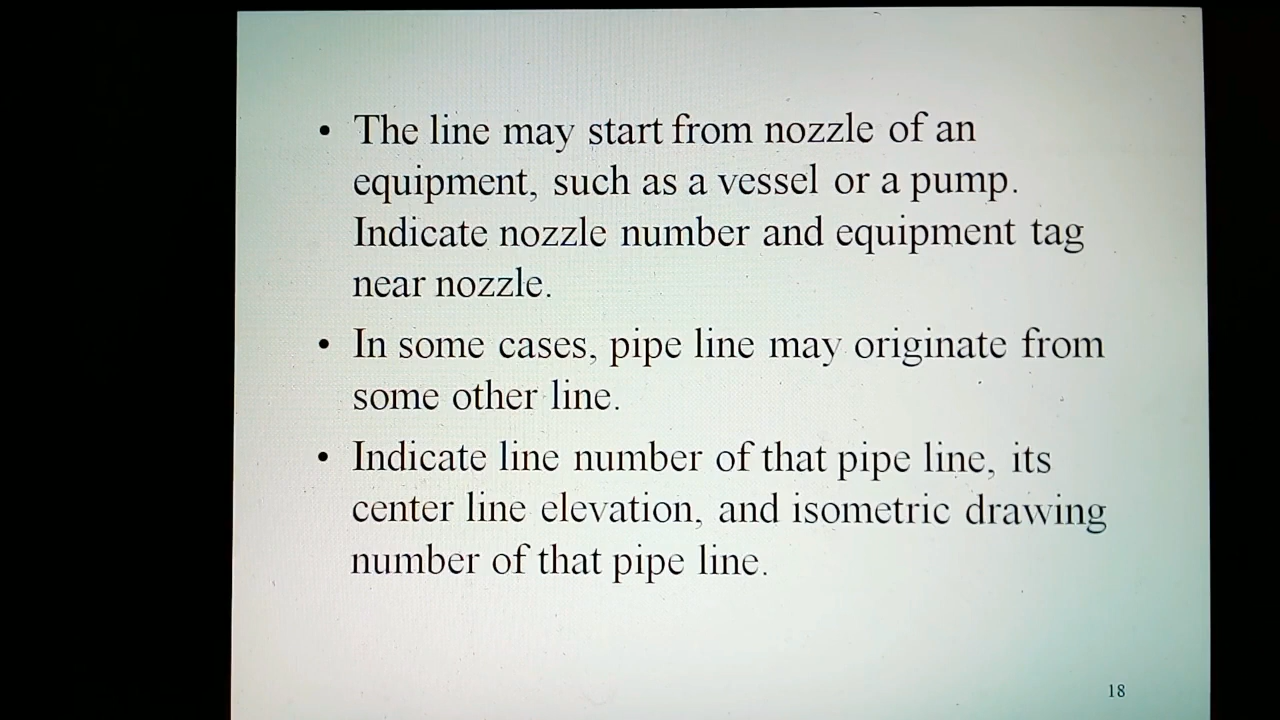 • The line may start from nozzle of an
equipment, such as a vessel or a pump.
Indicate nozzle number and equipment tag
near nozzle.
• In some cases, pipe line may originate from
some other line.
• Indicate line number of that pipe line, its
center line elevation, and isometric drawing
number of that pipe line.
18